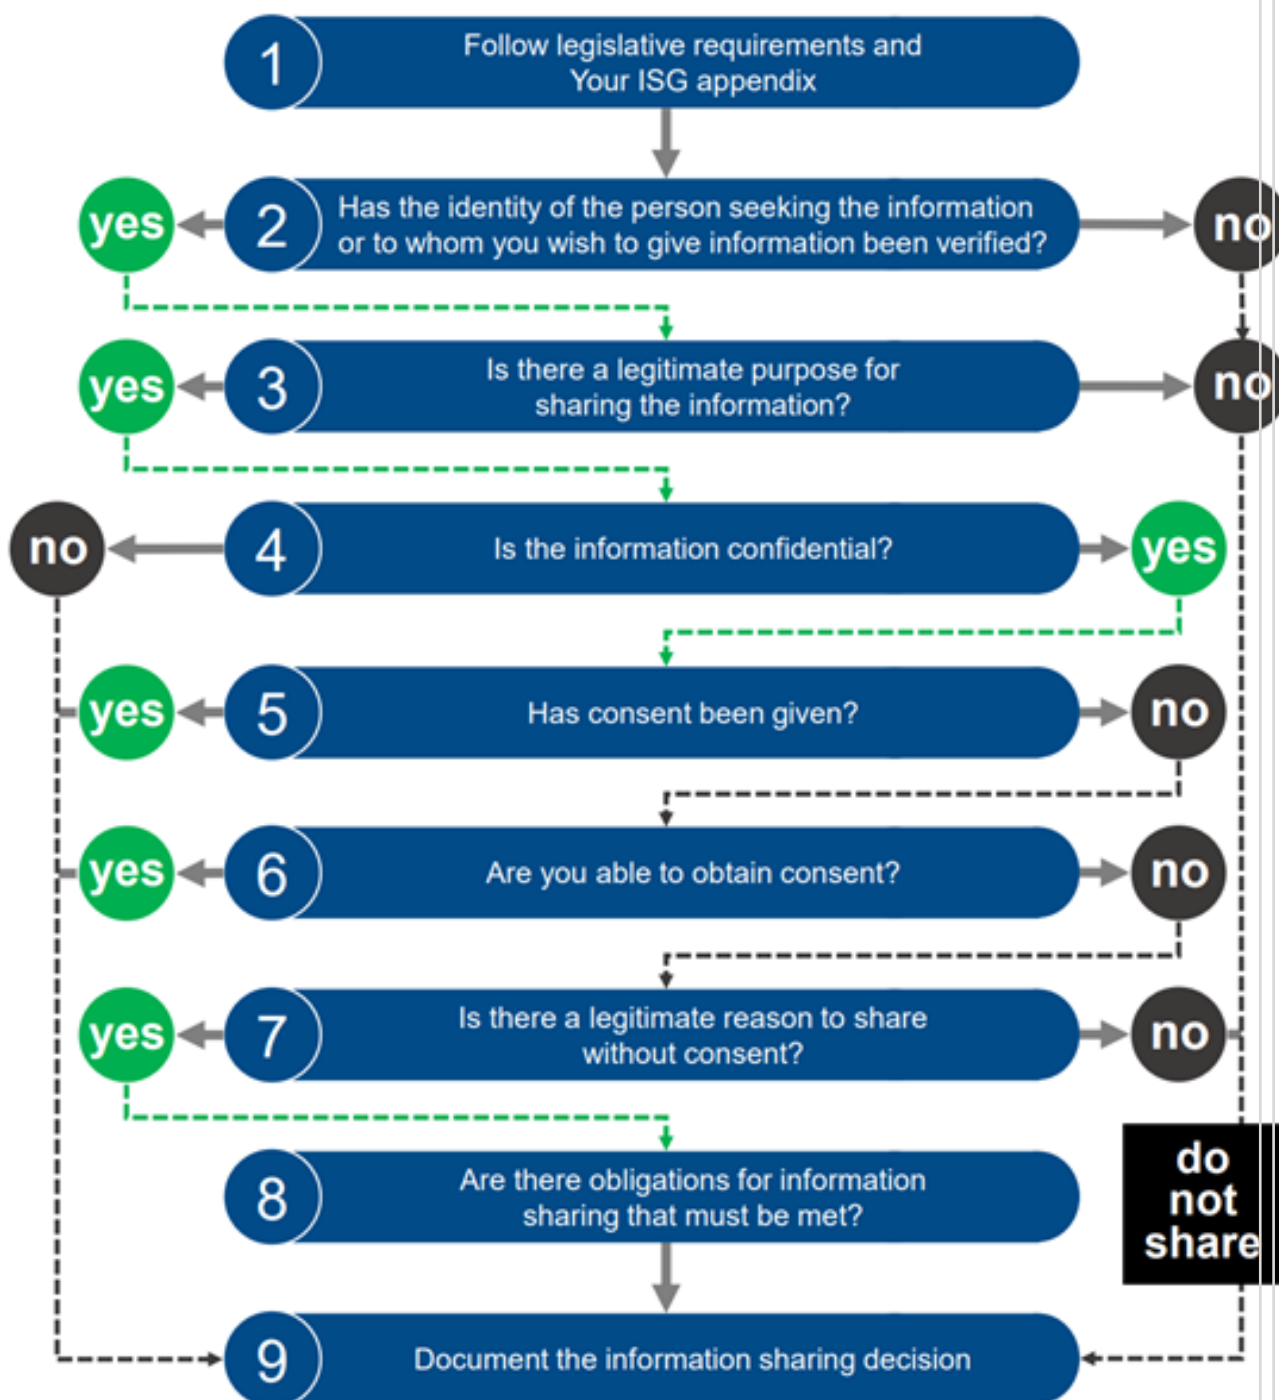 1
Follow legislative requirements and
Your ISG appendix
yes
2
Has the identity of the person seeking the information
or to whom you wish to give information been verified?
no
yes
3
Is there a legitimate purpose for
sharing the information?
no
no
4
Is the information confidential?
yes
yes
5
Has consent been given?
no
yes
6
Are you able to obtain consent?
no
yes
7
Is there a legitimate reason to share
without consent?
no
8
Are there obligations for information
sharing that must be met?
do
not
share
9
Document the information sharing decision